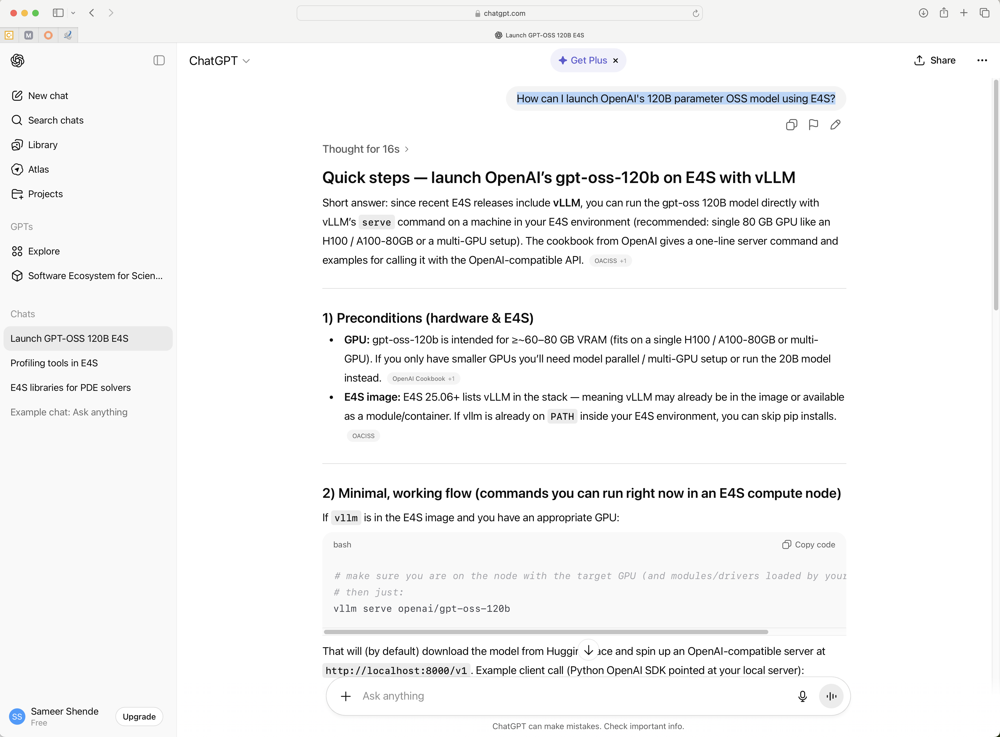 chatgpt.com
Launch GPT-OSS 120B E4S
New chat
Search chats
Library
Atlas
Projects
GPTs
Explore
Software Ecosystem for Scien...
Chats
Launch GPT-OSS 120B E4S
Profiling tools in E4S
E4S libraries for PDE solvers
Example chat: Ask anything
SS
Sameer Shende
Free
Upgrade
ChatGPT
Get Plus
Share
How can I launch OpenAI's 120B parameter OSS model using E4S?
Thought for 16s
Quick steps — launch OpenAI’s gpt-oss-120b on E4S with vLLM
Short answer: since recent E4S releases include vLLM, you can run the gpt-oss 120B model directly with
vLLM’s serve command on a machine in your E4S environment (recommended: single 80 GB GPU like an
H100 / A100-80GB or a multi-GPU setup). The cookbook from OpenAI gives a one-line server command and
examples for calling it with the OpenAI-compatible API. OACISS +1
1) Preconditions (hardware & E4S)
• GPU: gpt-oss-120b is intended for ≥~60–80 GB VRAM (fits on a single H100 / A100-80GB or multi-
GPU). If you only have smaller GPUs you’ll need model parallel / multi-GPU setup or run the 20B model
instead. OpenAI Cookbook +1
• E4S image: E4S 25.06+ lists vLLM in the stack — meaning vLLM may already be in the image or available
as a module/container. If vllm is already on PATH inside your E4S environment, you can skip pip installs.
OACISS
2) Minimal, working flow (commands you can run right now in an E4S compute node)
If vllm is in the E4S image and you have an appropriate GPU:
bash
Copy code
# make sure you are on the node with the target GPU (and modules/drivers loaded by your
# then just:
vllm serve openai/gpt-oss-120b
That will (by default) download the model from and spin up an OpenAI-compatible server at
http://localhost:8000/v1 . Example client call (Python OpenAI SDK pointed at your local server):
Ask anything
ChatGPT can make mistakes. Check important info.
C
M